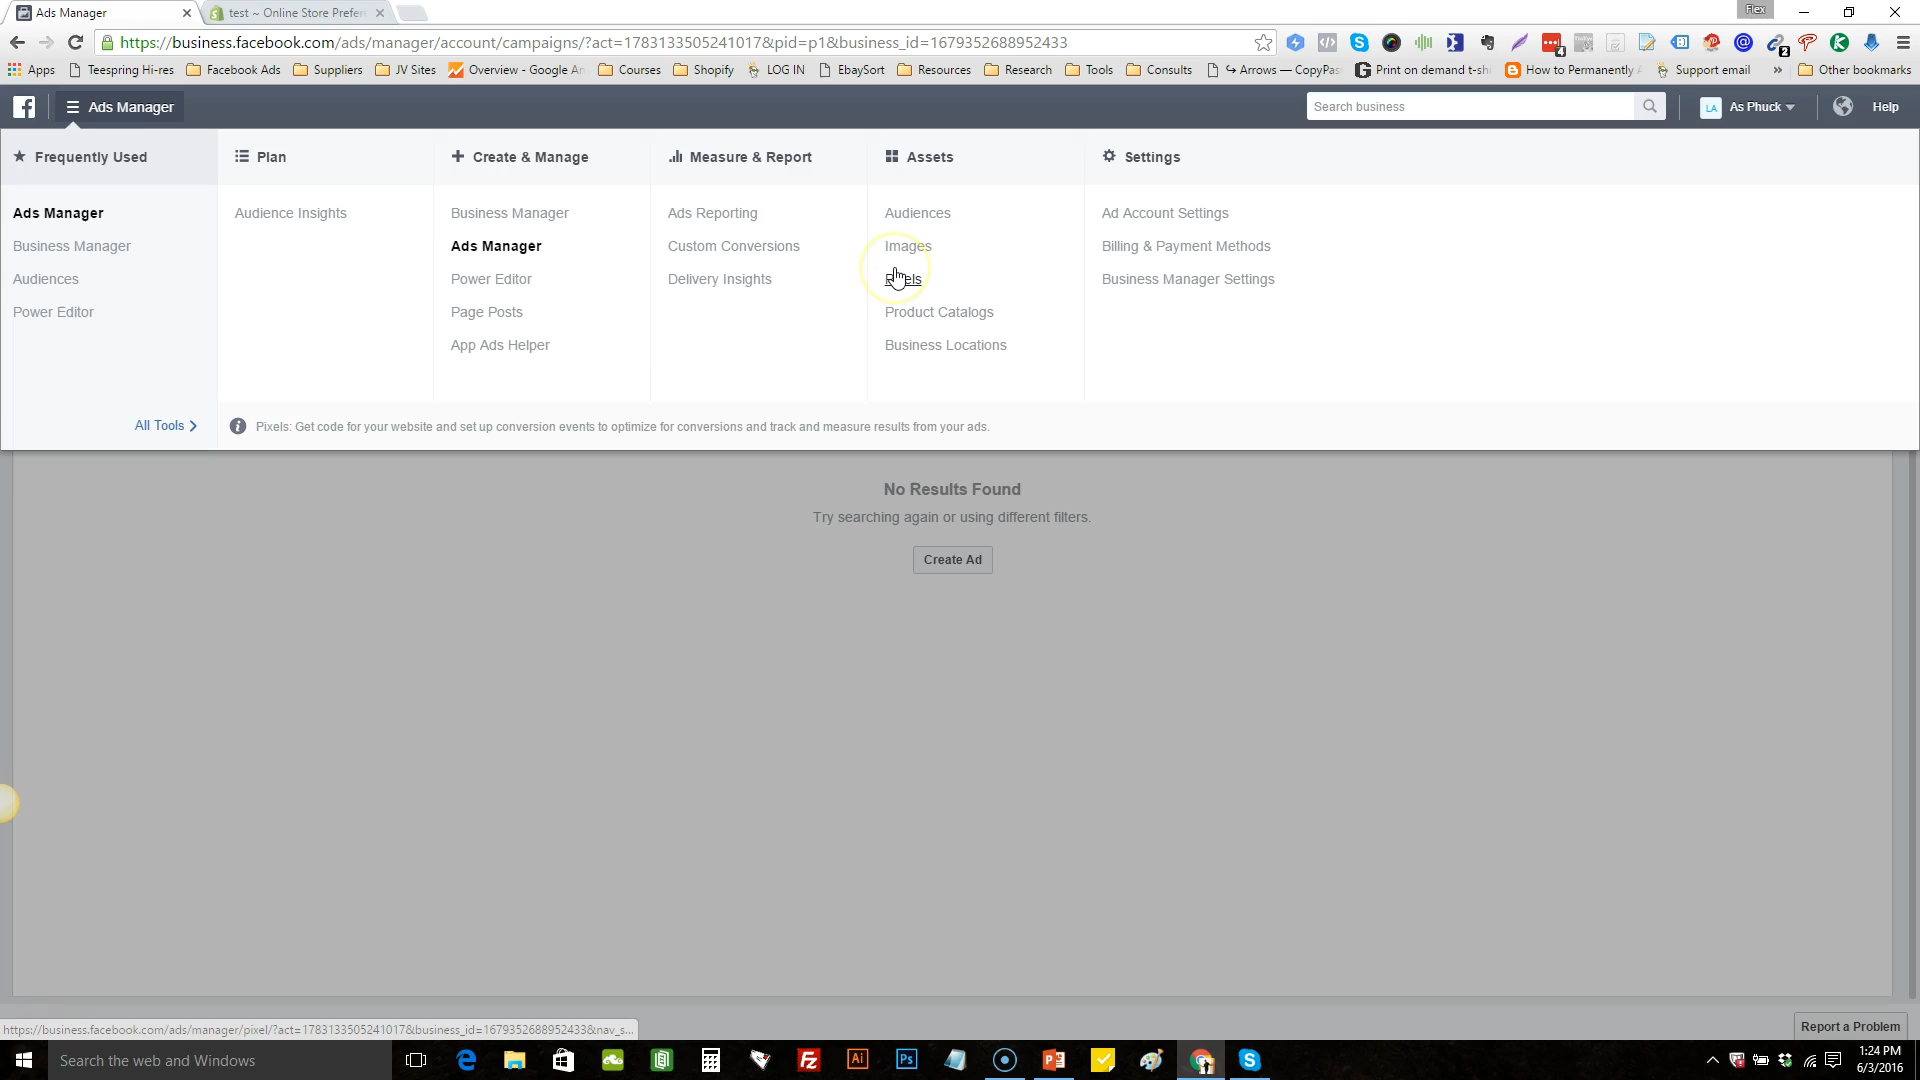 Ads Manager
test ~ Online Store Prefer
Flex
https://business.facebook.com/ads/manager/account/campaigns/?act=1783133505241017&pid=p1&business_id=1679352688952433
Apps
Teespring Hi-res
Facebook Ads
Suppliers
JV Sites
Overview - Google An
Courses
Shopify
LOG IN
EbaySort
Resources
Research
Tools
Consults
↪ Arrows — CopyPas
Print on demand t-shi
How to Permanently
Support email
»
Other bookmarks
Ads Manager
Search business
LA
As Phuck
Help
Frequently Used
Plan
Create & Manage
Measure & Report
Assets
Settings
Ads Manager
Audience Insights
Business Manager
Ads Reporting
Audiences
Ad Account Settings
Business Manager
Ads Manager
Custom Conversions
Images
Billing & Payment Methods
Audiences
Power Editor
Delivery Insights
Pixels
Business Manager Settings
Power Editor
Page Posts
Product Catalogs
App Ads Helper
Business Locations
All Tools
Pixels: Get code for your website and set up conversion events to optimize for conversions and track and measure results from your ads.
No Results Found
Try searching again or using different filters.
Create Ad
https://business.facebook.com/ads/manager/pixel/?act=1783133505241017&business_id=1679352688952433&nav_s...
Report a Problem
Search the web and Windows
Ai
Ps
1:24 PM
6/3/2016